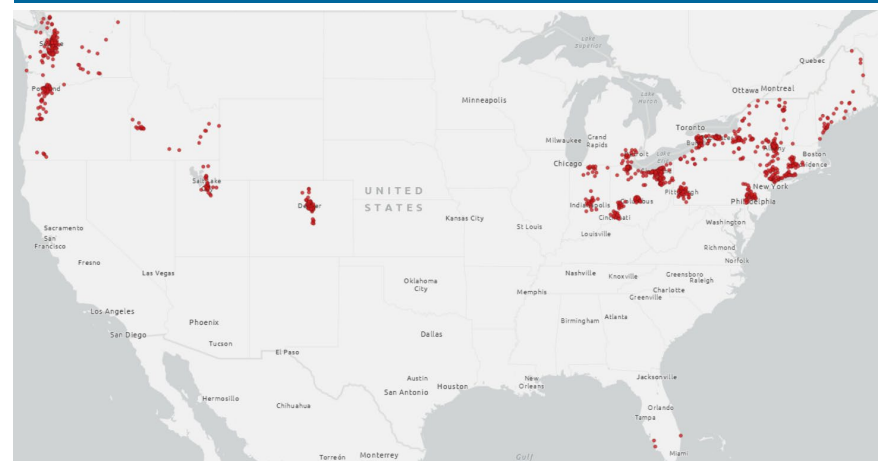 Lake
Superior
Quebec
Ottawa
Montreal
Minneapolis
Lake
Huron
Toronto
Milwaukee
Grand
Rapids
Chicago
Boston
Portland
Salt Lake
UNITED
STATES
Pittsburgh
New York
Philadelphia
Indianapolis
Columbus
Cincinnati
Kansas City
St Louis
Louisville
Washington
Richmond
Norfolk
Sacramento
San
Francisco
Fresno
Las Vegas
Nashville
Knoxville
Greensboro
Raleigh
Charlotte
Greenville
Oklahoma
City
Memphis
Los Angeles
Phoenix
Birmingham
Atlanta
San Diego
Tucson
Dallas
El Paso
Austin
San Antonio
Houston
New
Orleans
Jacksonville
Hermosillo
Chihuahua
Orlando
Tampa
Miami
Torreón
Monterrey
Gulf